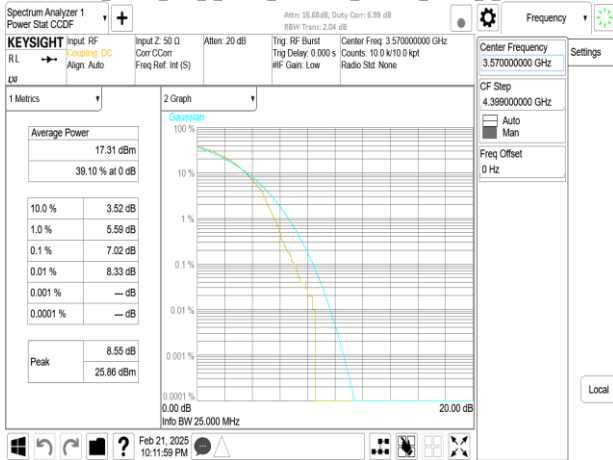 Spectrum Analyzer 1
Power Stat CCDF
Attn: 15.68dB, Duty Corr: 6.99 dB
RBW Trans: 2.04 dB
Frequency
KEYSIGHT
RL
LXI
Input: RF
Coupling: DC
Align: Auto
Input Z: 50 Ω
Corr CCorr
Freq Ref: Int (S)
Atten: 20 dB
Trig: RF Burst
Trig Delay: 0.000 s
#IF Gain: Low
Center Freq: 3.570000000 GHz
Counts: 10.0 k/10.0 kpt
Radio Std: None
Center Frequency
3.570000000 GHz
Settings
CF Step
4.399000000 GHz
Auto
Man
Freq Offset
0 Hz
1 Metrics
Average Power
17.31 dBm
39.10 % at 0 dB
10.0 % 3.52 dB
1.0 % 5.59 dB
0.1 % 7.02 dB
0.01 % 8.33 dB
0.001 % --- dB
0.0001 % --- dB
Peak
8.55 dB
25.86 dBm
2 Graph
Gaussian
100 %
10 %
1 %
0.1 %
0.01 %
0.001 %
0.0001 %
0.00 dB
20.00 dB
Info BW 25.000 MHz
Local
?
Feb 21, 2025
10:11:59 PM